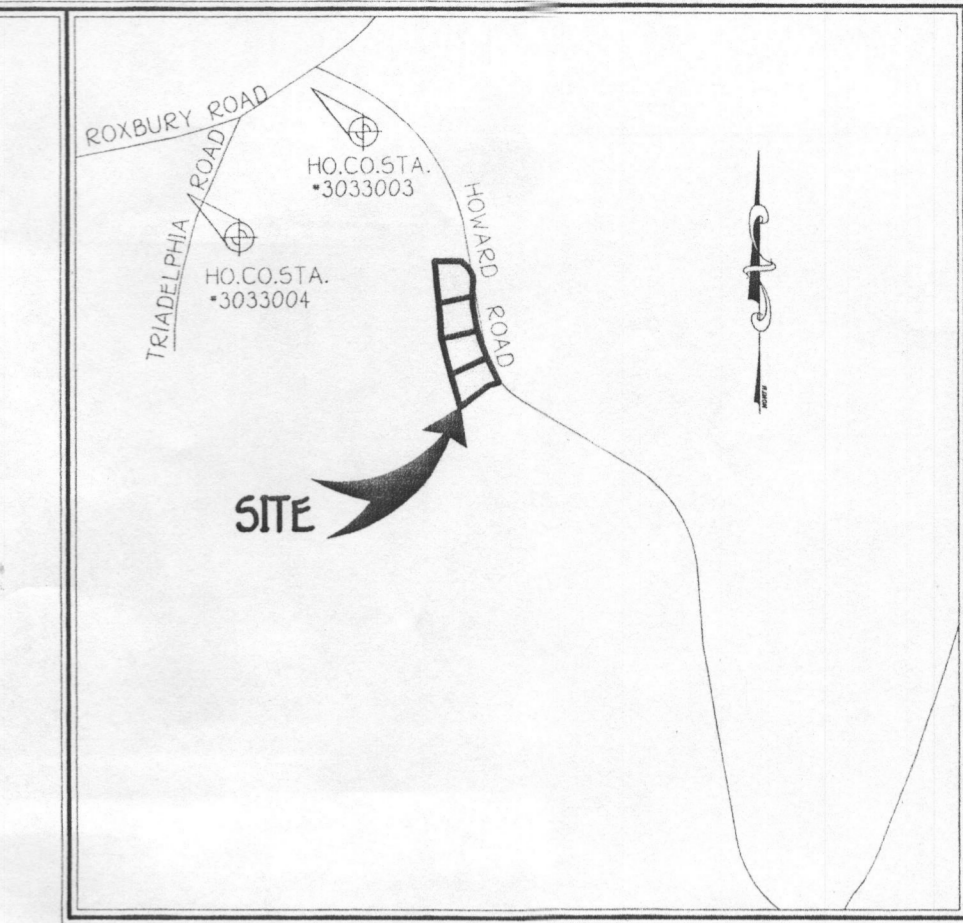 ROXBURY ROAD
HO.CO.STA.
*3033003
TRIADELPHIA ROAD
HO.CO.STA.
*3033004
HOWARD ROAD
SITE